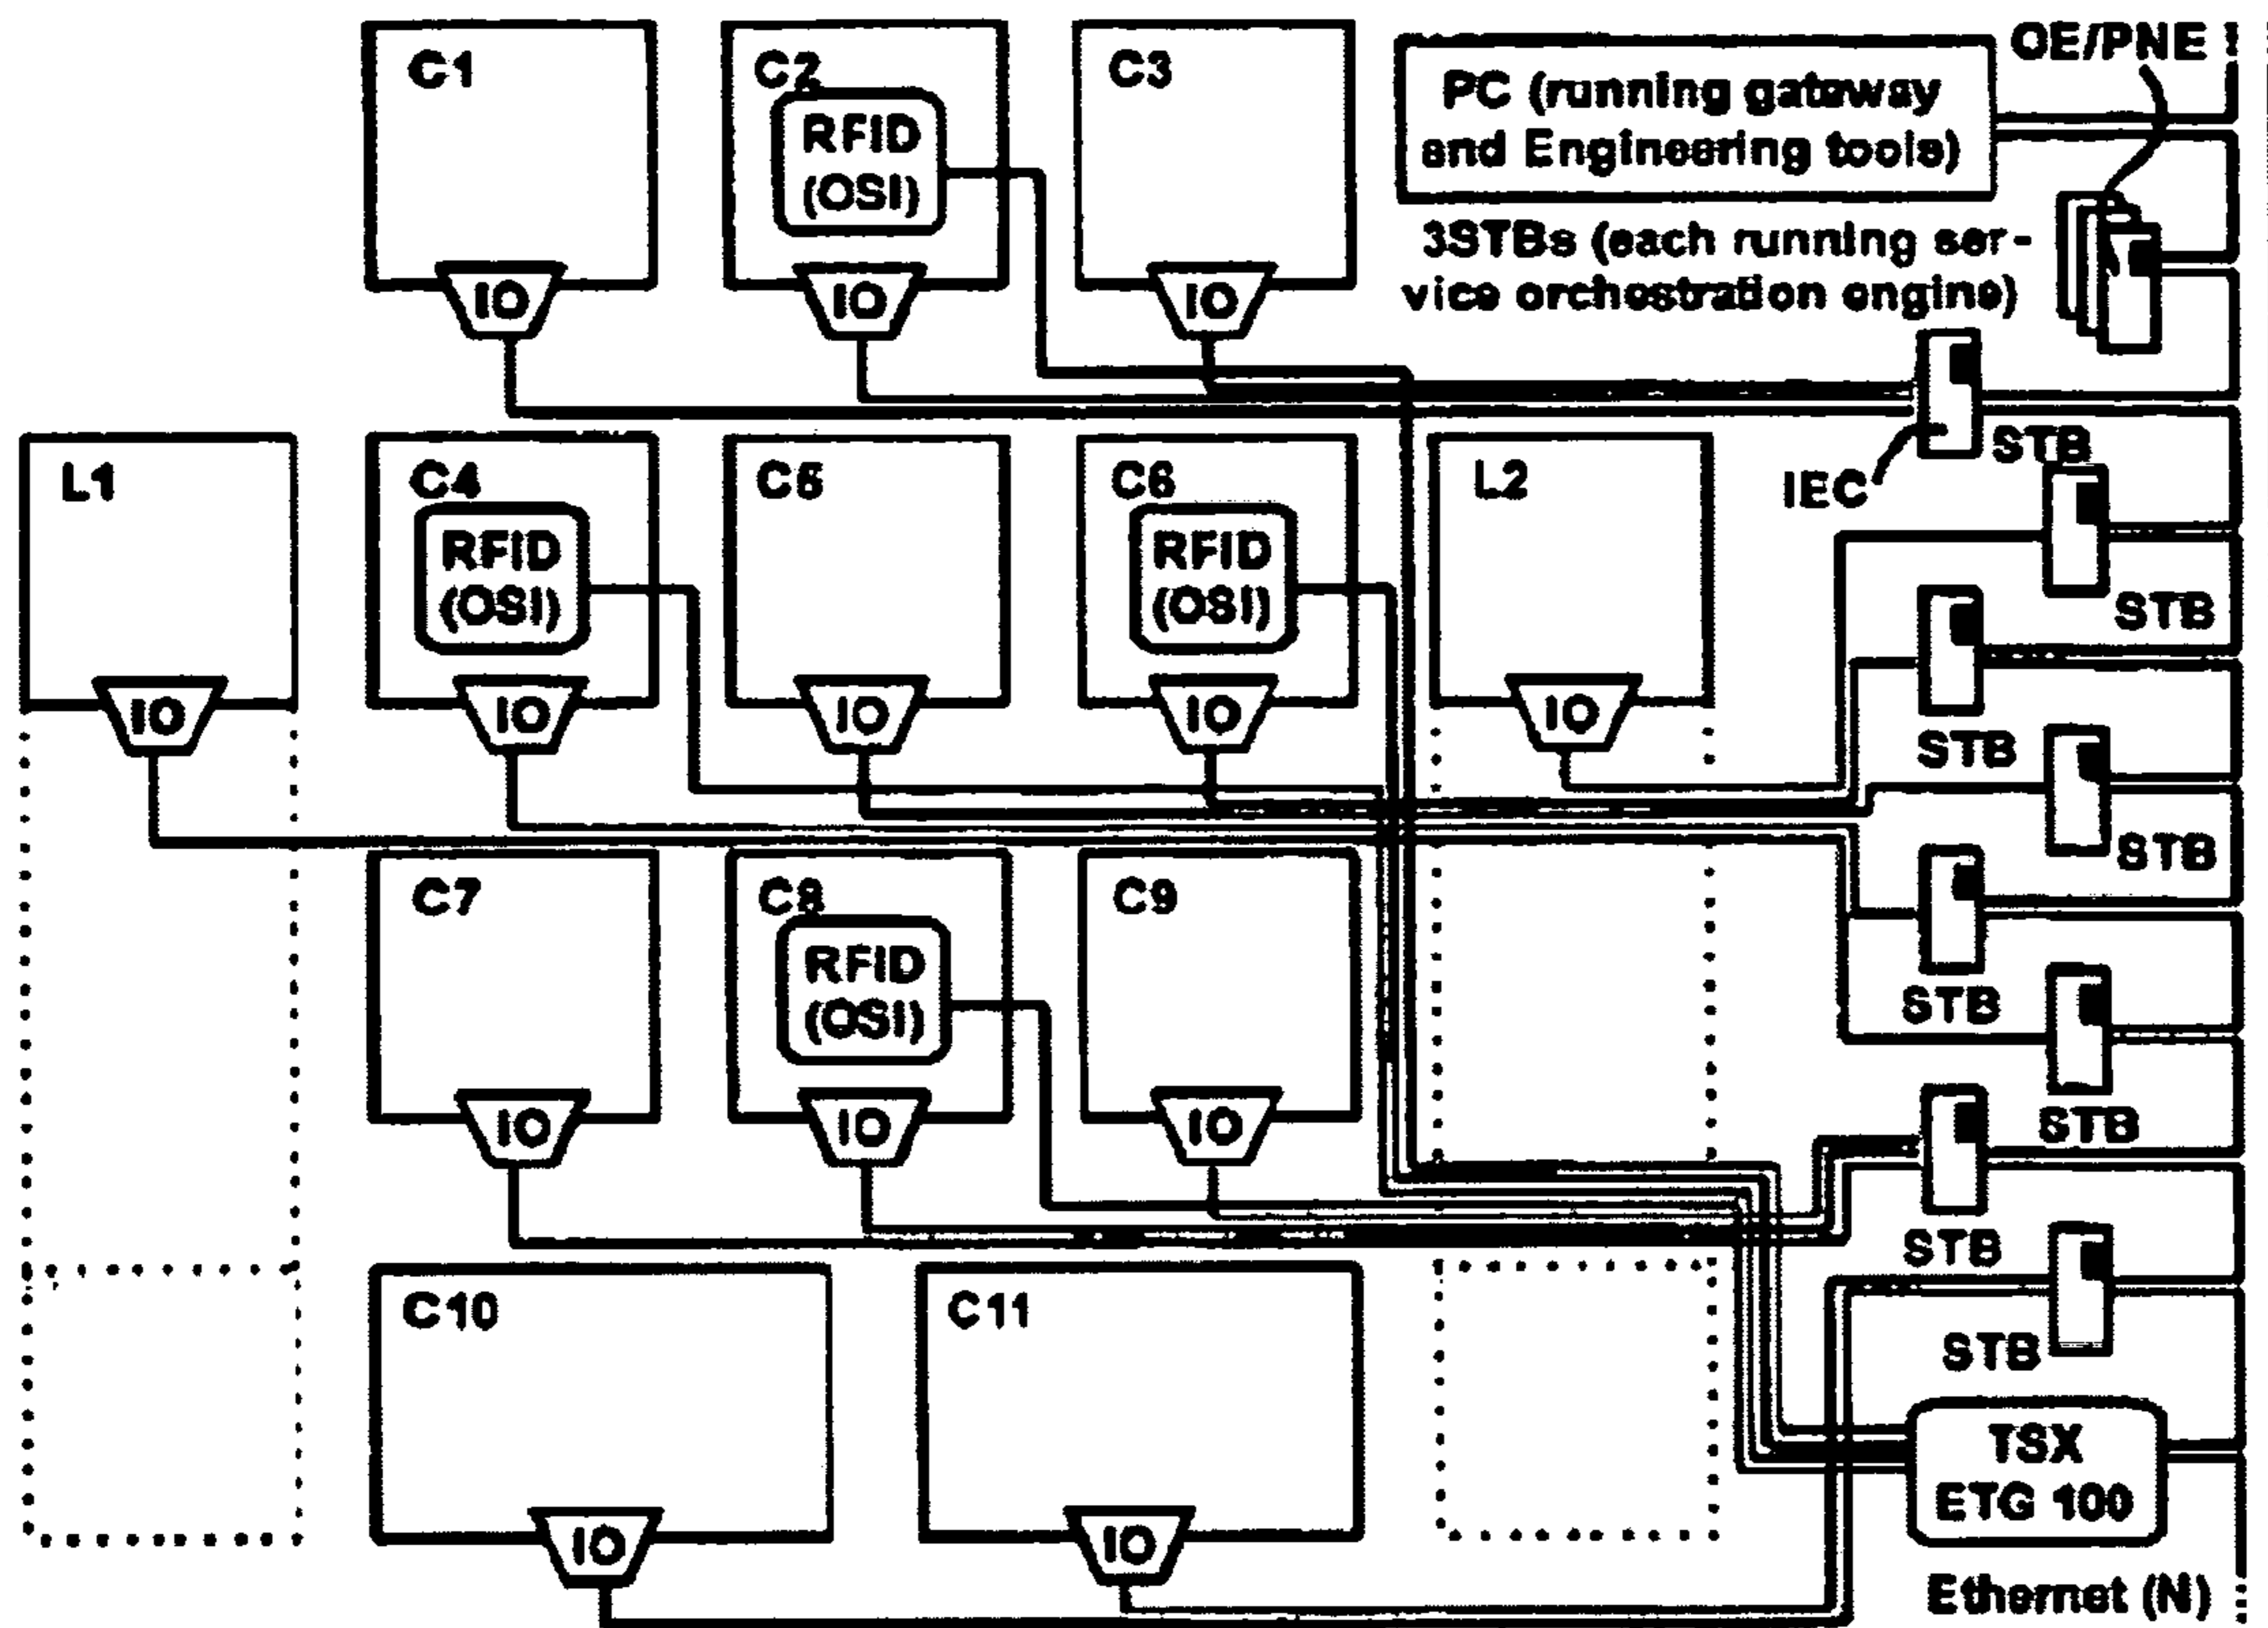 C1
C2
RFID
(OSI)
C3
IO
IO
IO
OE/PNE
PC (running gateway
and Engineering tools)
3STBs (each running ser-
vice orchestration engine)
IEC
STB
L1
C4
RFID
(OSI)
C5
C6
RFID
(OSI)
L2
IO
IO
IO
IO
IO
STB
STB
STB
C7
C8
RFID
(OSI)
C9
IO
IO
IO
STB
STB
STB
C10
C11
IO
IO
STB
TSX
ETG 100
Ethernet (N)